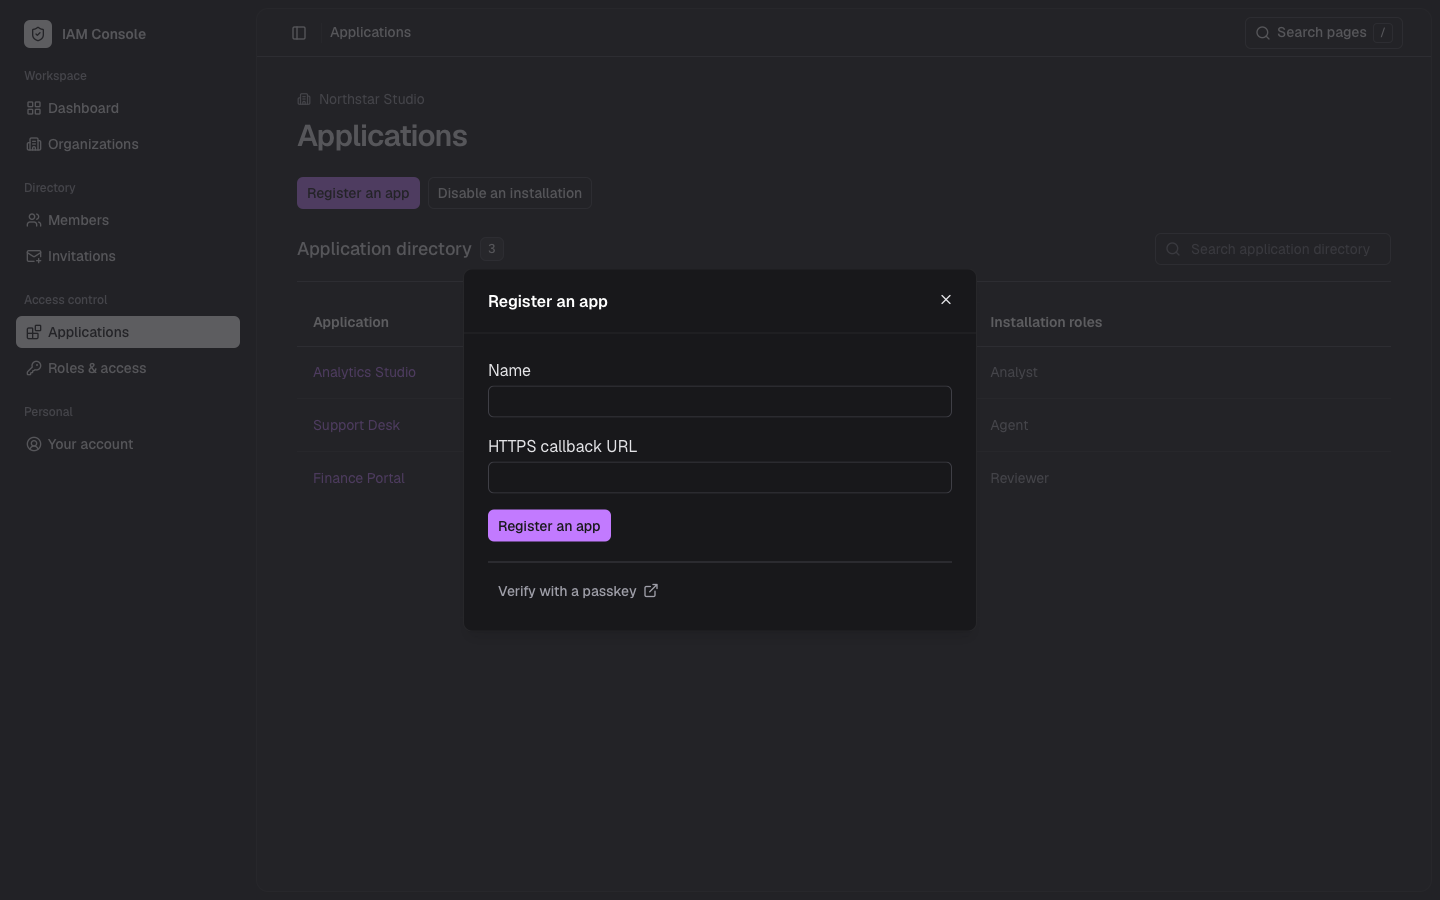 IAM Console
Workspace
Dashboard
Organizations
Directory
Members
Invitations
Access control
Applications
Roles & access
Personal
Your account
Applications
Search pages /
Northstar Studio
Applications
Register an app
Disable an installation
Application directory 3
Search application directory
Application
Installation roles
Analytics Studio
Analyst
Support Desk
Agent
Finance Portal
Reviewer
Register an app
Name
HTTPS callback URL
Register an app
Verify with a passkey